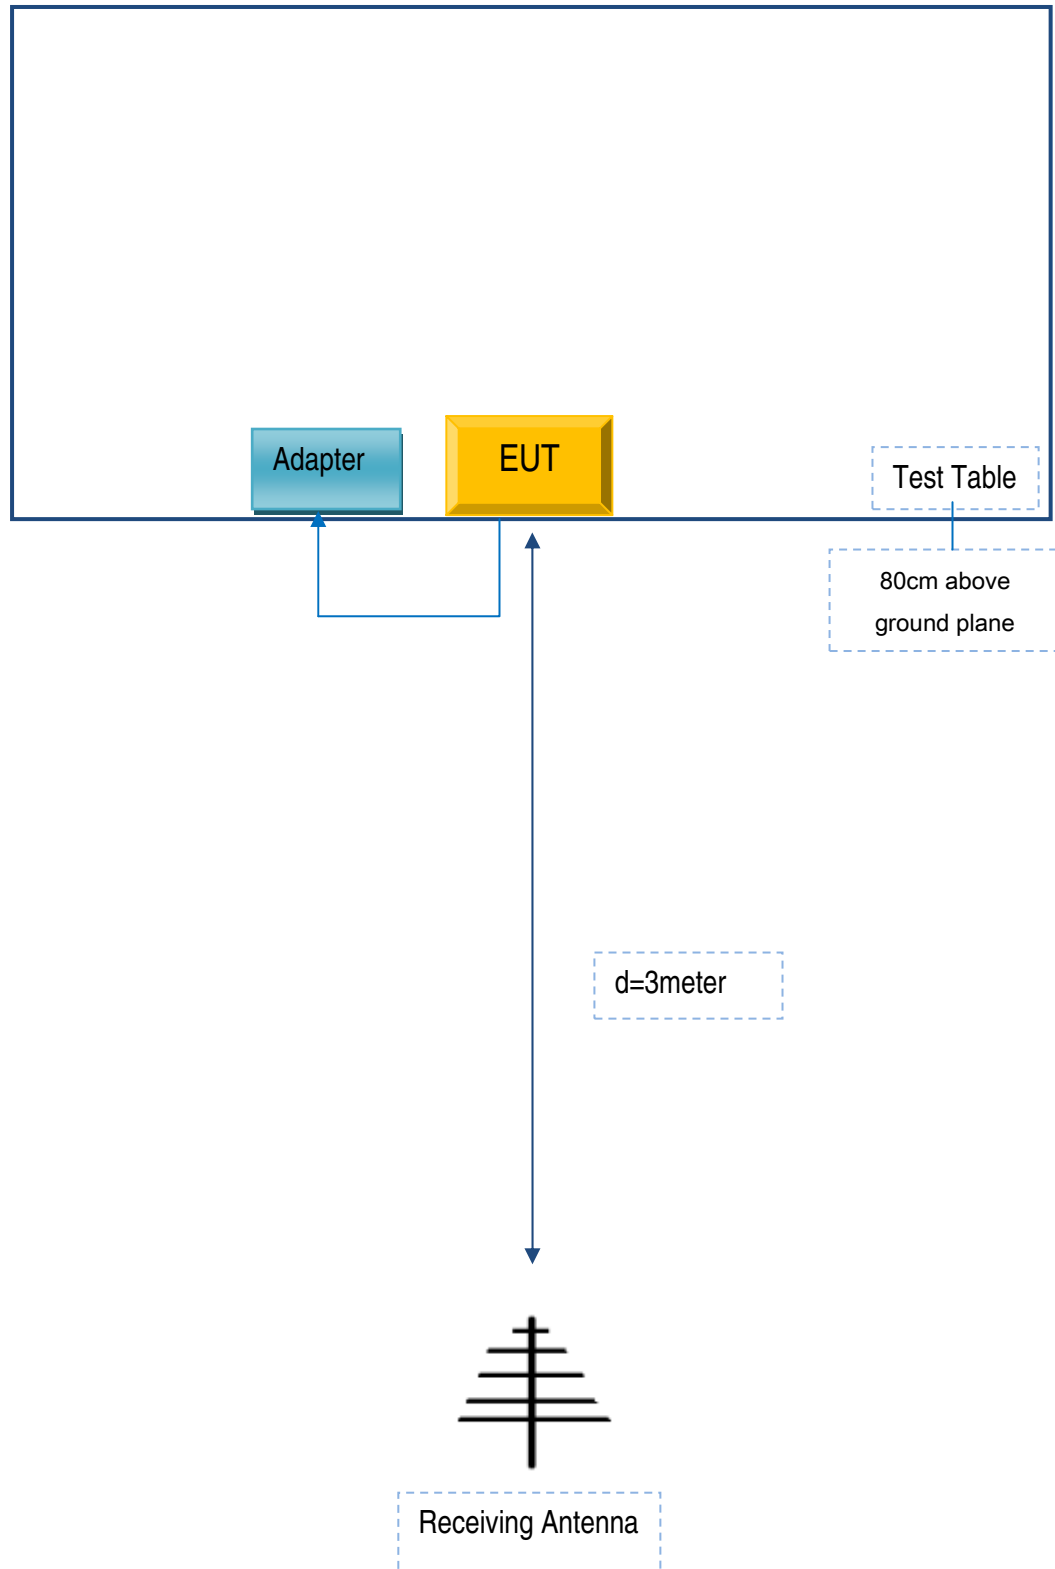 Adapter
EUT
Test Table
80cm above
ground plane
d=3meter
Receiving Antenna